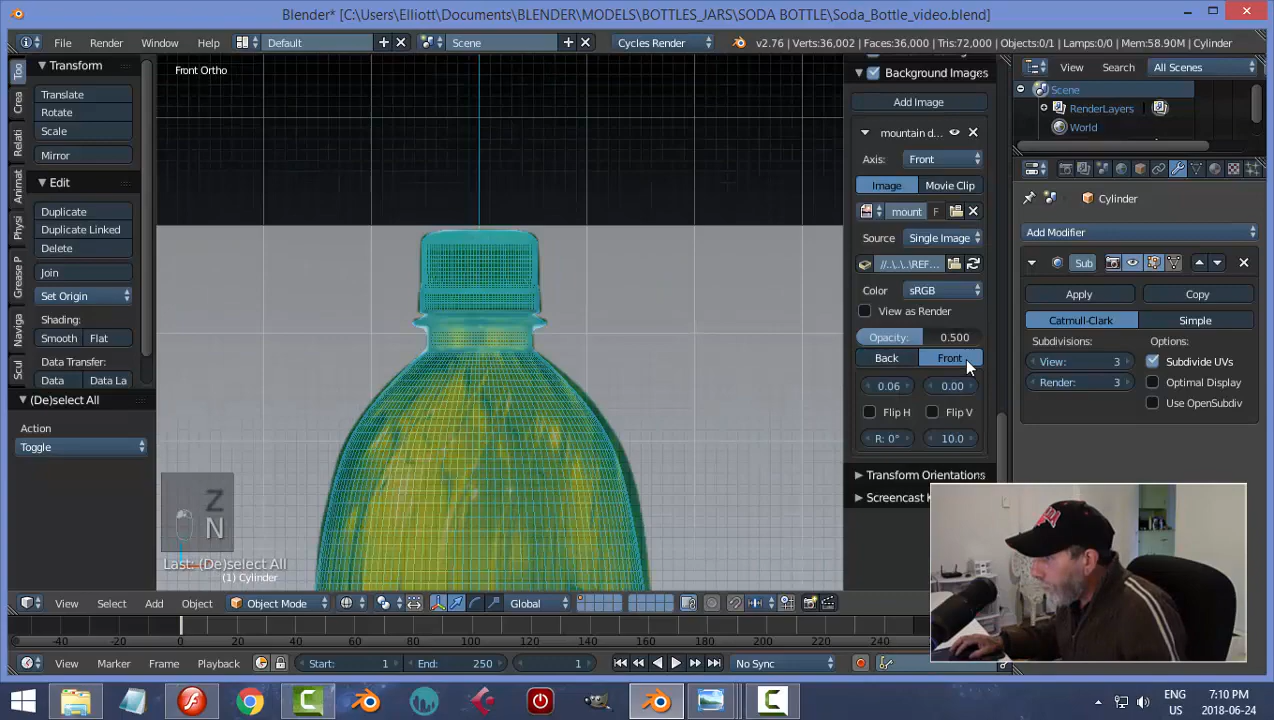 Blender* [C:\Users\Elliott\Documents\BLENDER\MODELS\BOTTLES_JARS\SODA BOTTLE\Soda_Bottle_video.blend]
File Render Window Help Default Scene Cycles Render v2.76 | Verts:36,002 | Faces:36,000 | Tris:72,000 | Objects:0/1 | Lamps:0/0 | Mem:58.90M | Cylinder
Too
Crea
Relati
Animat
Physi
Grease P
Naviga
Scul
Transform
Translate
Rotate
Scale
Mirror
Edit
Duplicate
Duplicate Linked
Delete
Join
Set Origin
Shading:
Smooth Flat
Data Transfer:
Data Data La
(De)select All
Action
Toggle
Front Ortho
Z
N
Last: (De)select All
(1) Cylinder
Background Images
Add Image
mountain d...
Axis: Front
Image Movie Clip
mount F
Source Single Image
//..\..\..\REF...
Color sRGB
View as Render
Opacity: 0.500
Back Front
0.06 0.00
Flip H Flip V
R: 0° 10.0
Transform Orientations
Screencast K
View Search All Scenes
Scene
RenderLayers
World
Cylinder
Add Modifier
Sub
Apply Copy
Catmull-Clark Simple
Subdivisions: Options:
View: 3 Subdivide UVs
Render: 3 Optimal Display
Use OpenSubdiv
View Select Add Object Object Mode Global
-40 -20 0 20 40 60 80 100 120 140 160 180 200 220 240
View Marker Frame Playback Start: 1 End: 250 1 No Sync
ENG 7:10 PM
US 2018-06-24